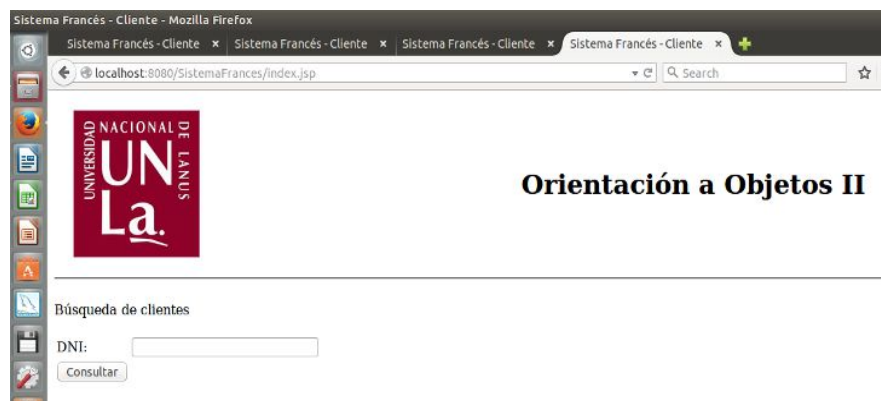 Sistema Francés - Cliente - Mozilla Firefox
Sistema Francés - Cliente × Sistema Francés - Cliente × Sistema Francés - Cliente × Sistema Francés - Cliente ×
localhost:8080/SistemaFrances/index.jsp
Search
UNIVERSIDAD NACIONAL DE LANUS
UN
La.
Orientación a Objetos II
Búsqueda de clientes
DNI:
Consultar